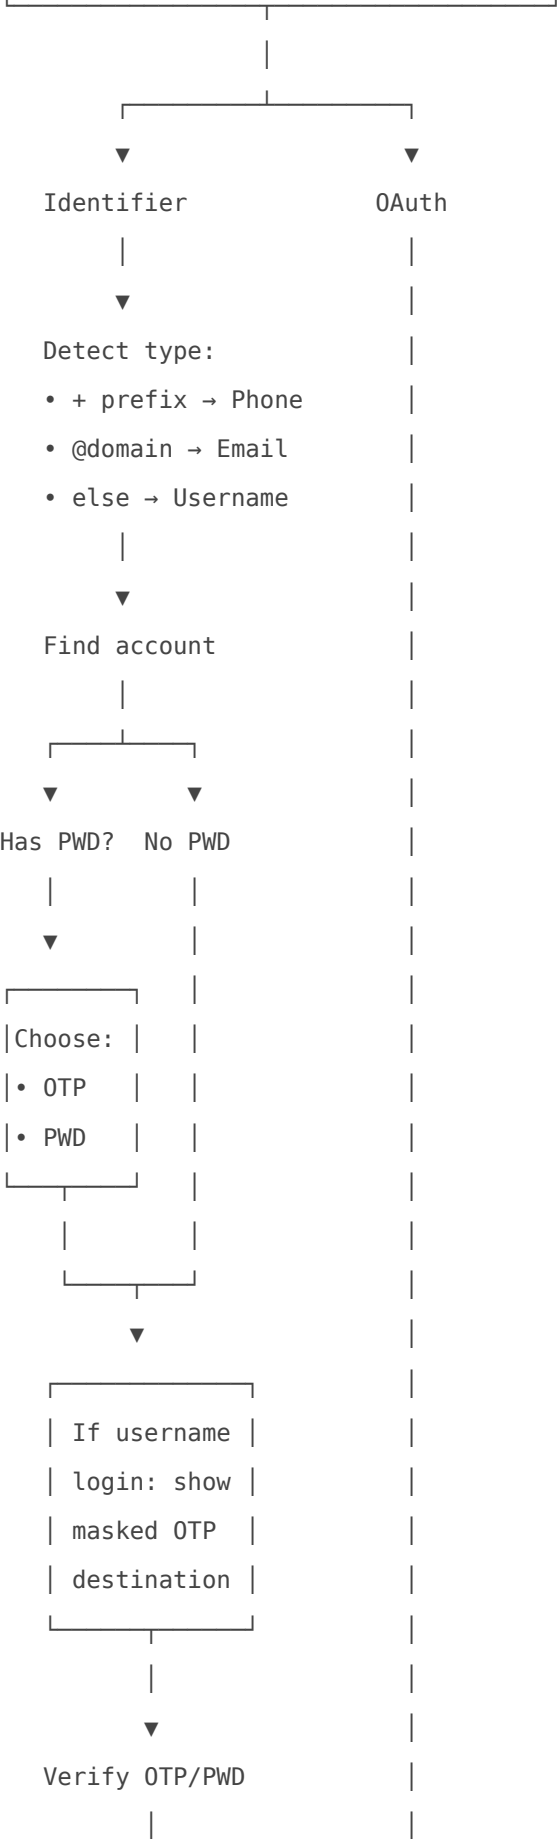 Identifier OAuth
Detect type:
• + prefix → Phone
• @domain → Email
• else → Username
Find account
Has PWD? No PWD
Choose:
• OTP
• PWD
If username
login: show
masked OTP
destination
Verify OTP/PWD